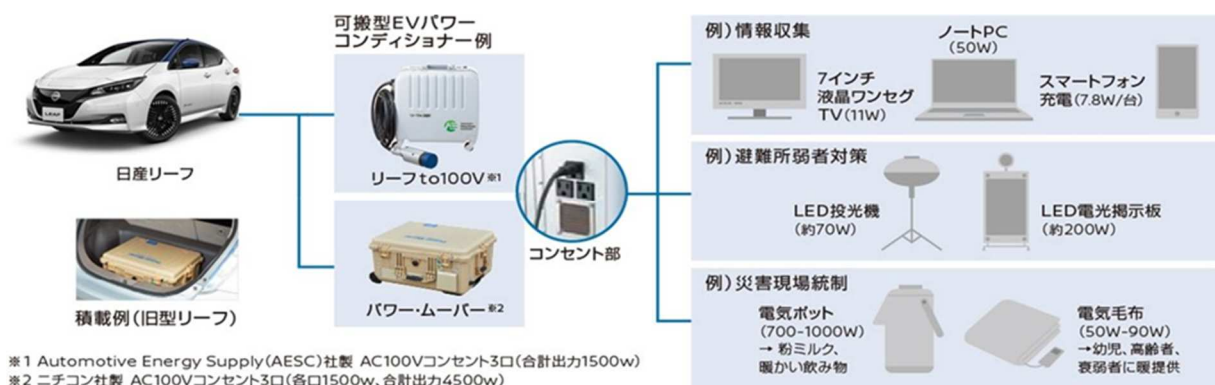 日産リーフ
積載例(旧型リーフ)
可搬型EVパワー
コンディショナー例
リーフto100V※1
パワー・ムーバー※2
コンセント部
例)情報収集
7インチ
液晶ワンセグ
TV(11W)
ノートPC
(50W)
スマートフォン
充電(7.8W/台)
例)避難所弱者対策
LED投光機
(約70W)
LED電光掲示板
(約200W)
例)災害現場統制
電気ポット
(700-1000W)
→ 粉ミルク、
暖かい飲み物
電気毛布
(50W-90W)
→幼児、高齢者、
衰弱者に暖提供
※1 Automotive Energy Supply(AESC)社製 AC100Vコンセント3口(合計出力1500w)
※2 ニチコン社製 AC100Vコンセント3口(各口1500w、合計出力4500w)